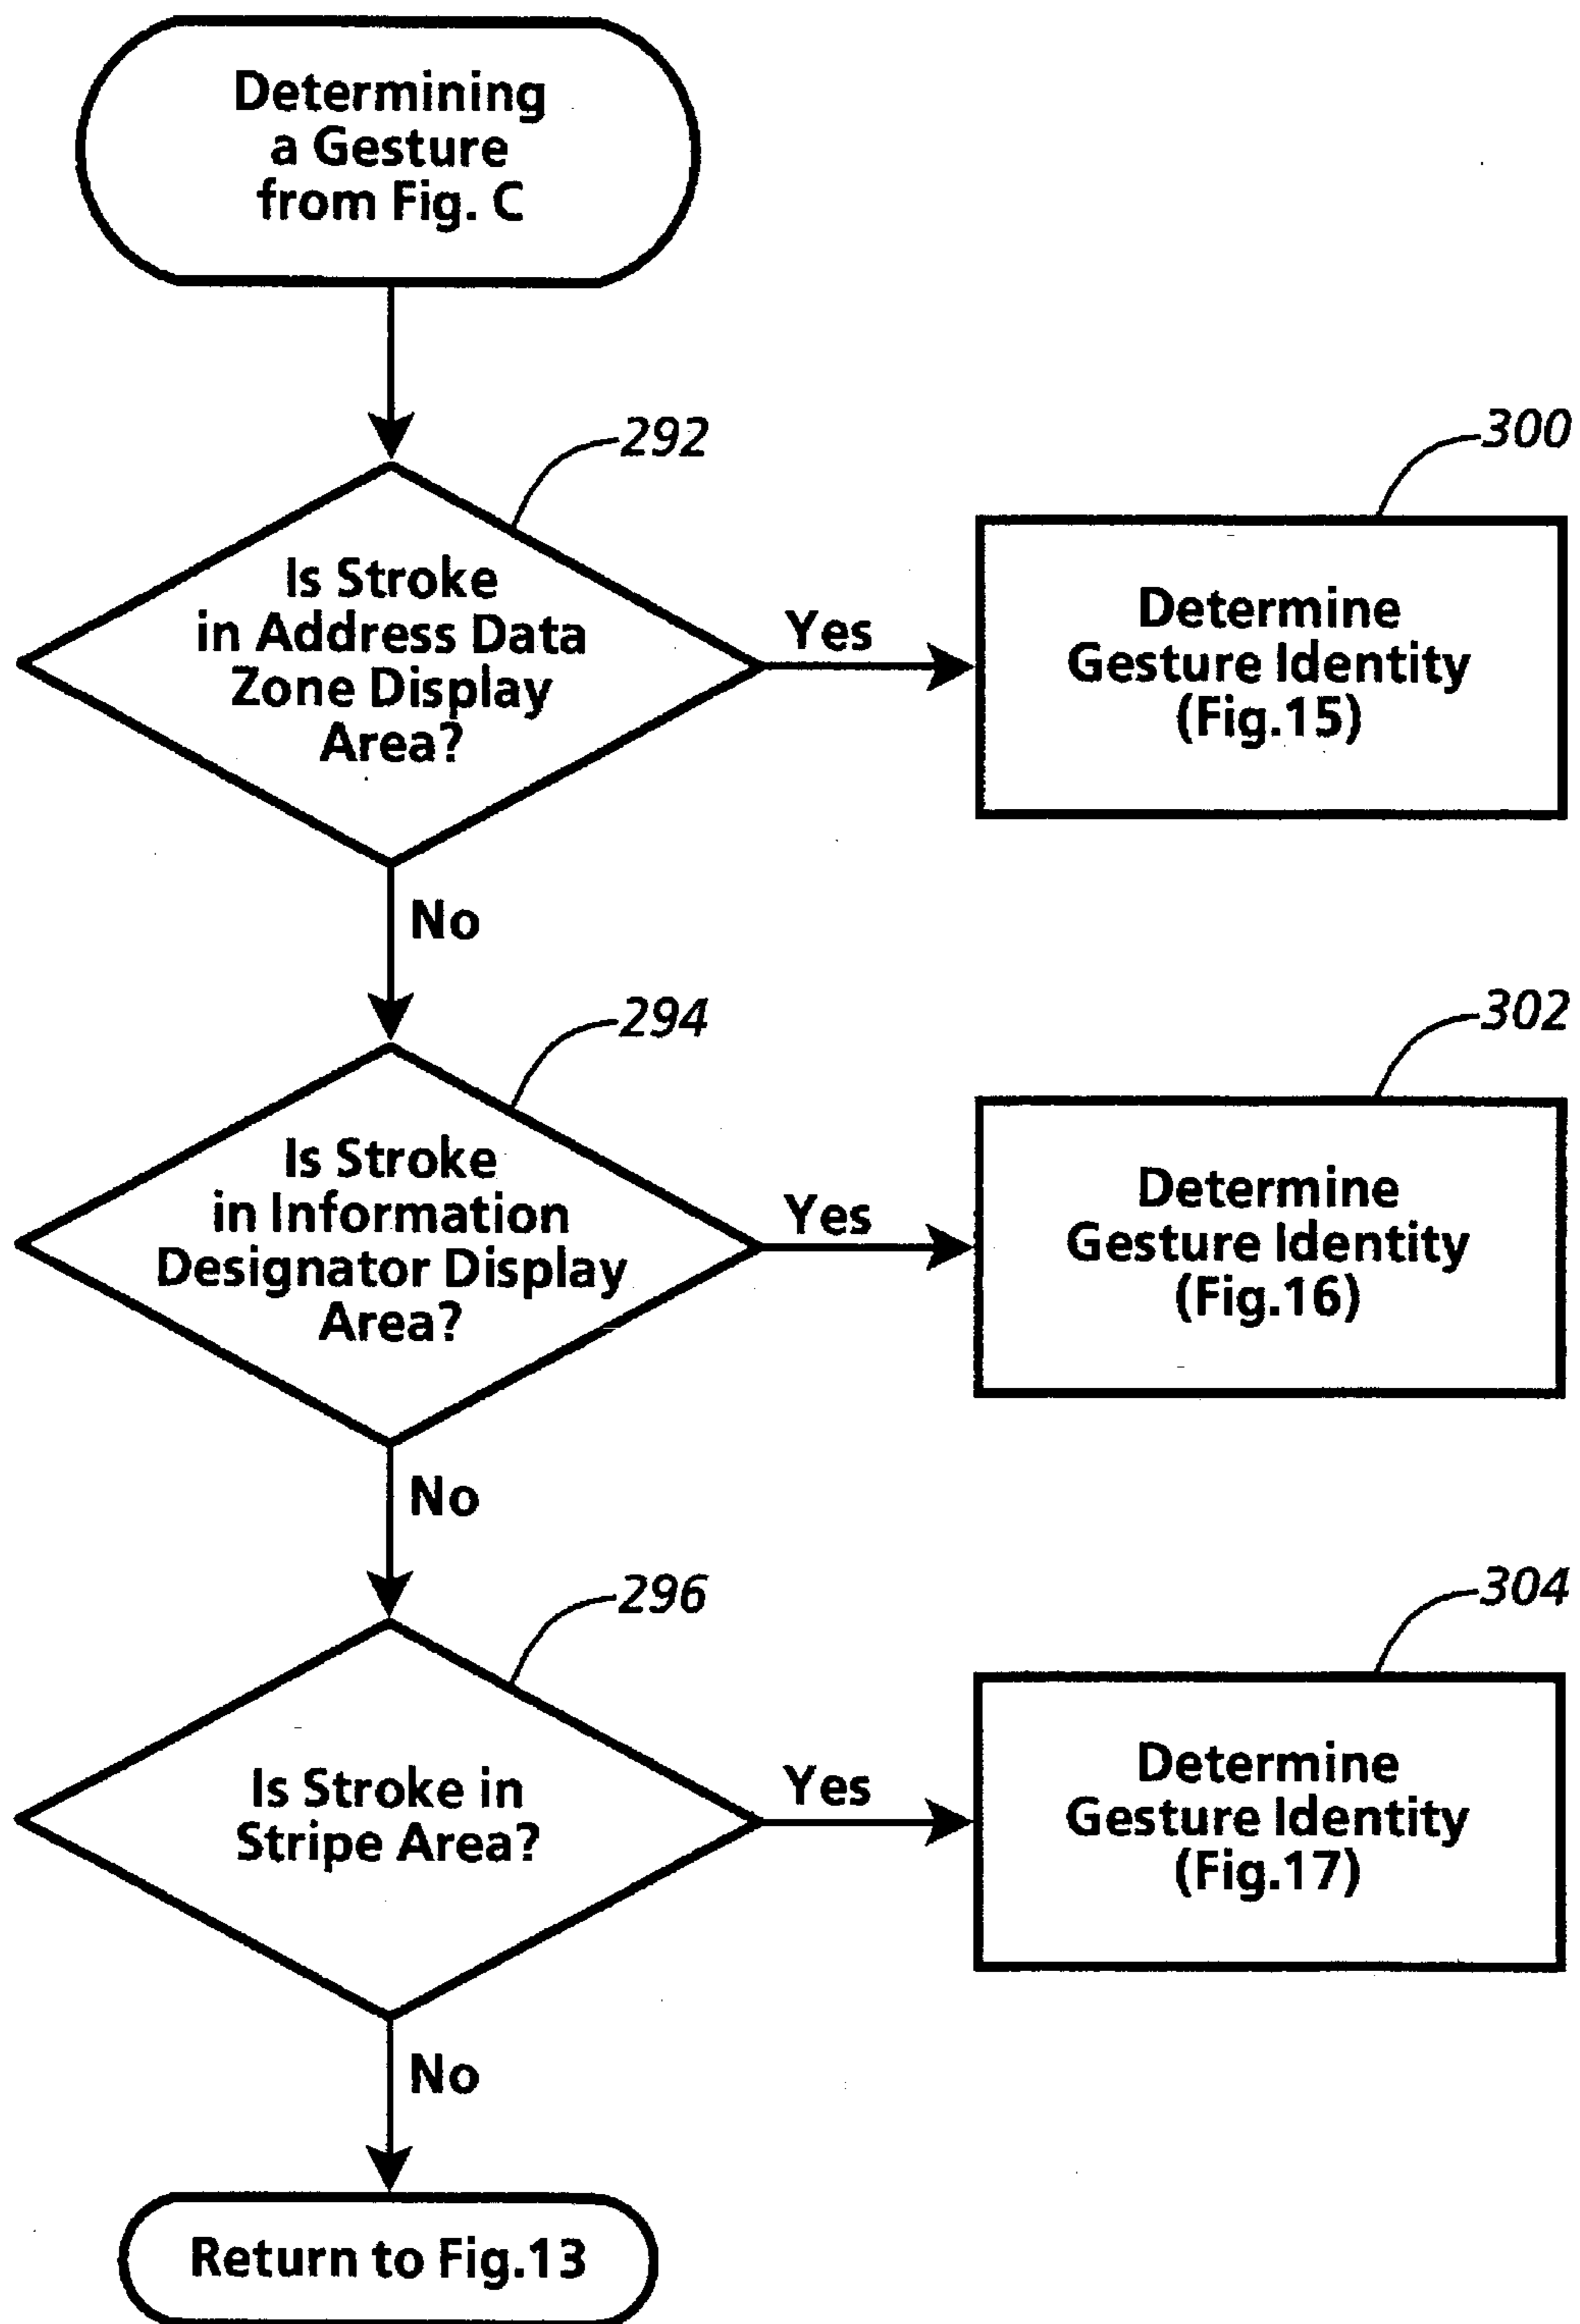 Determining
a Gesture
from Fig. C
292
300
Is Stroke
in Address Data
Zone Display
Area?
Yes
Determine
Gesture Identity
(Fig.15)
No
294
302
Is Stroke
in Information
Designator Display
Area?
Yes
Determine
Gesture Identity
(Fig.16)
No
296
304
Is Stroke in
Stripe Area?
Yes
Determine
Gesture Identity
(Fig.17)
No
Return to Fig.13